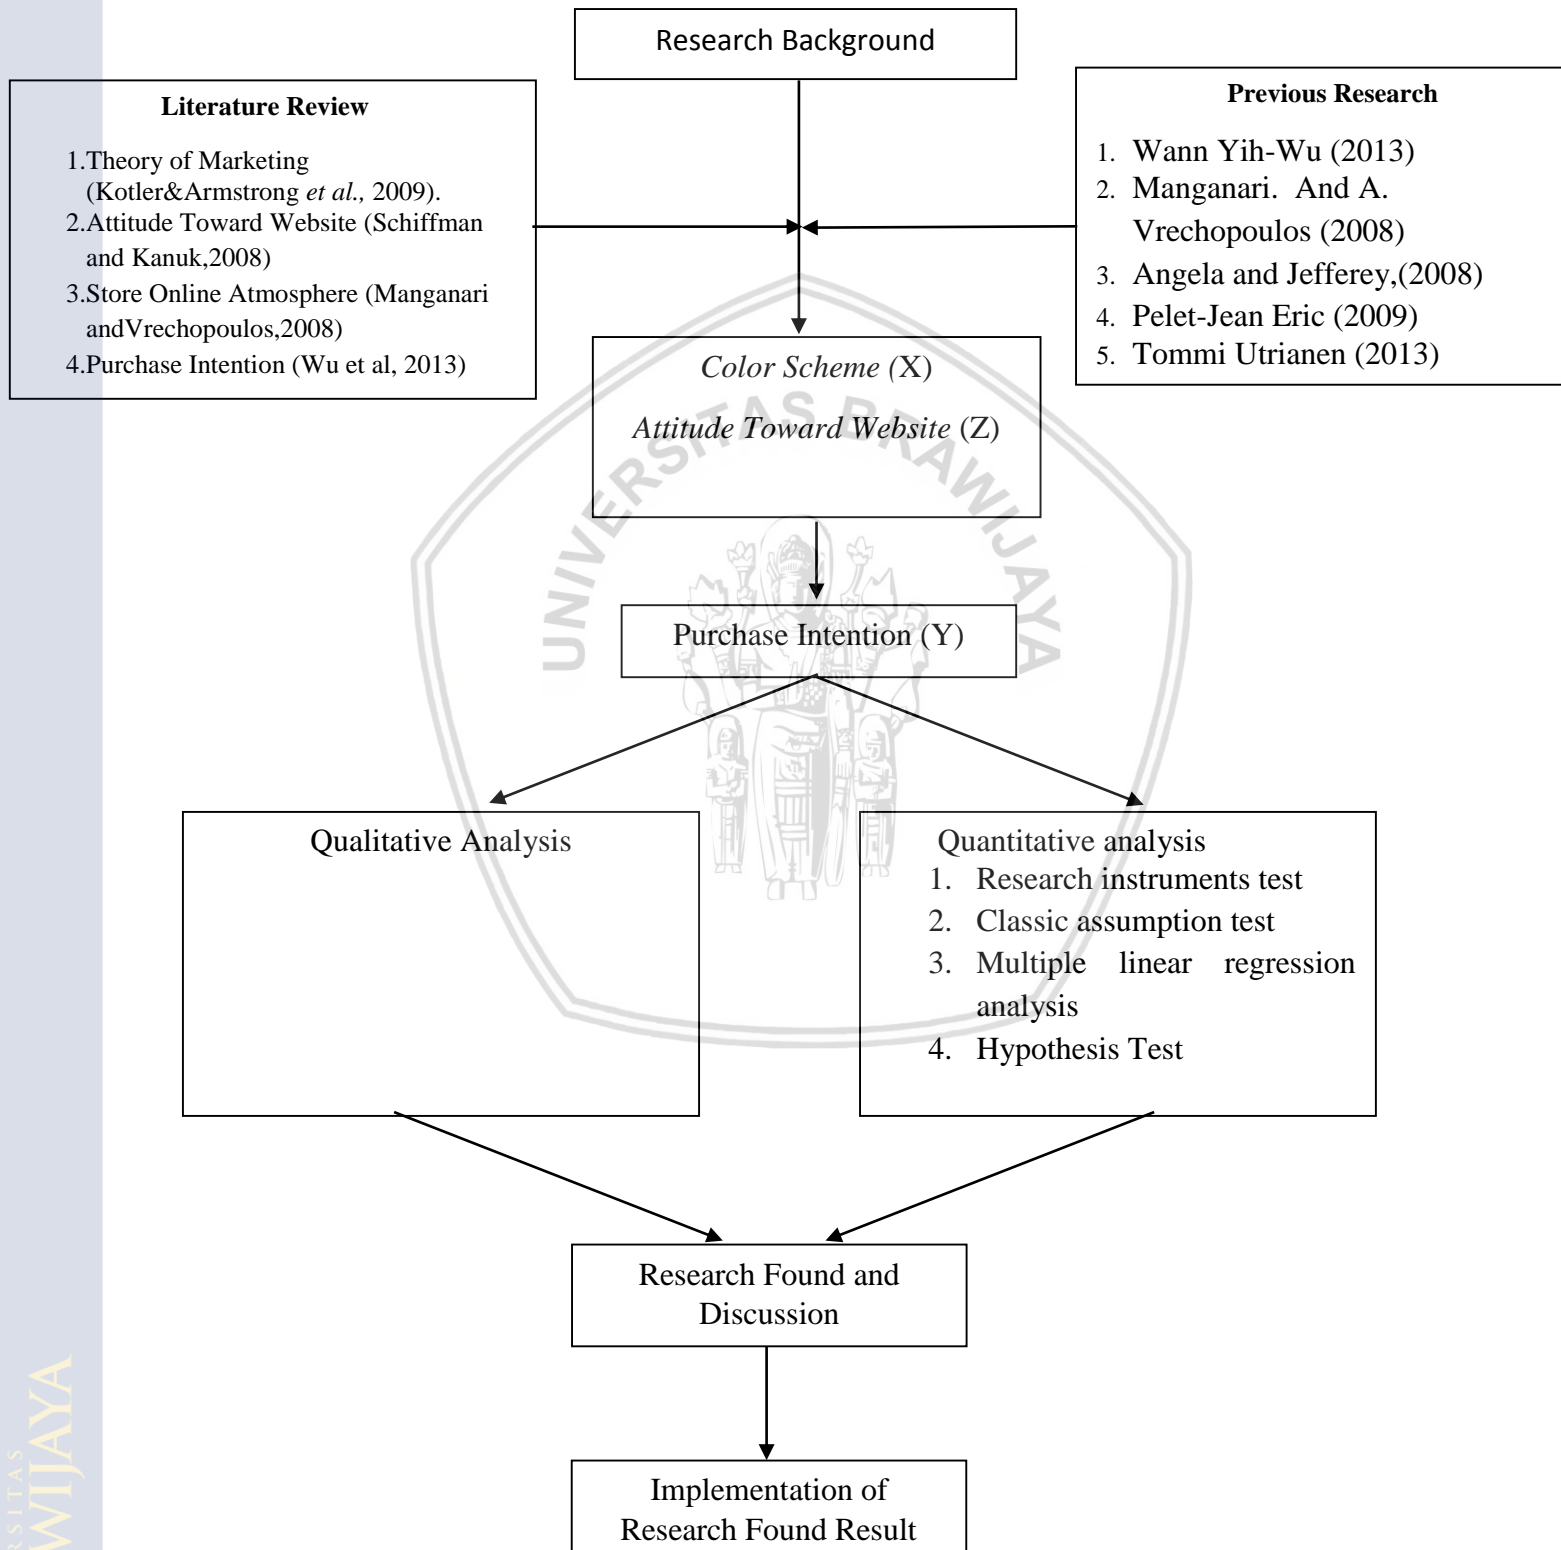 Research Background
Literature Review
1.Theory of Marketing
(Kotler&Armstrong et al., 2009).
2.Attitude Toward Website (Schiffman
and Kanuk,2008)
3.Store Online Atmosphere (Manganari
andVrechopoulos,2008)
4.Purchase Intention (Wu et al, 2013)
Previous Research
1. Wann Yih-Wu (2013)
2. Manganari. And A.
Vrechopoulos (2008)
3. Angela and Jefferey,(2008)
4. Pelet-Jean Eric (2009)
5. Tommi Utrianen (2013)
Color Scheme (X)
Attitude Toward Website (Z)
UNIVERSITAS BRAWIJAYA
Purchase Intention (Y)
Qualitative Analysis
Quantitative analysis
1. Research instruments test
2. Classic assumption test
3. Multiple linear regression
analysis
4. Hypothesis Test
Research Found and
Discussion
Implementation of
Research Found Result
RSITAS
WIJAYA